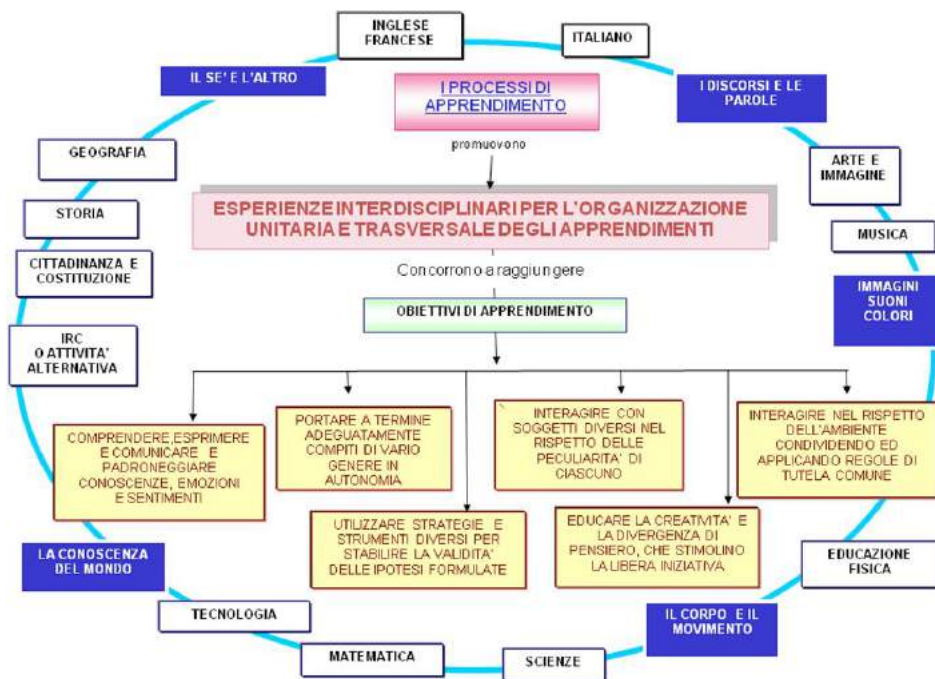 INGLESE
FRANCESE
ITALIANO
IL SE' E L'ALTRO
I PROCESSI DI
APPRENDIMENTO
I DISCORSI E LE
PAROLE
promuovono
GEOGRAFIA
ARTE E
IMMAGINE
STORIA
ESPERIENZE INTERDISCIPLINARI PER L'ORGANIZZAZIONE
UNITARIA E TRASVERSALE DEGLI APPRENDIMENTI
MUSICA
CITTADINANZA E
COSTITUZIONE
Concorrono a raggiungere
IMMAGINI
SUONI
COLORI
OBIETTIVI DI APPRENDIMENTO
IRC
O ATTIVITA'
ALTERNATIVA
COMPRENDERE,ESPRIMERE
E COMUNICARE E
PADRONEGGIARE
CONOSCENZE, EMOZIONI
E SENTIMENTI
PORTARE A TERMINE
ADEGUATAMENTE
COMPITI DI VARIO
GENERE IN
AUTONOMIA
INTERAGIRE CON
SOGGETTI DIVERSI NEL
RISPETTO DELLE
PECULIARITA' DI
CIASCUNO
INTERAGIRE NEL RISPETTO
DELL'AMBIENTE
CONDIVIDENDO ED
APPLICANDO REGOLE DI
TUTELA COMUNE
UTILIZZARE STRATEGIE E
STRUMENTI DIVERSI PER
STABILIRE LA VALIDITA'
DELLE IPOTESI FORMULATE
EDUCARE LA CREATIVITA' E
LA DIVERGENZA DI
PENSIERO, CHE STIMOLINO
LA LIBERA INIZIATIVA
LA CONOSCENZA
DEL MONDO
EDUCAZIONE
FISICA
TECNOLOGIA
IL CORPO E IL
MOVIMENTO
MATEMATICA
SCIENZE